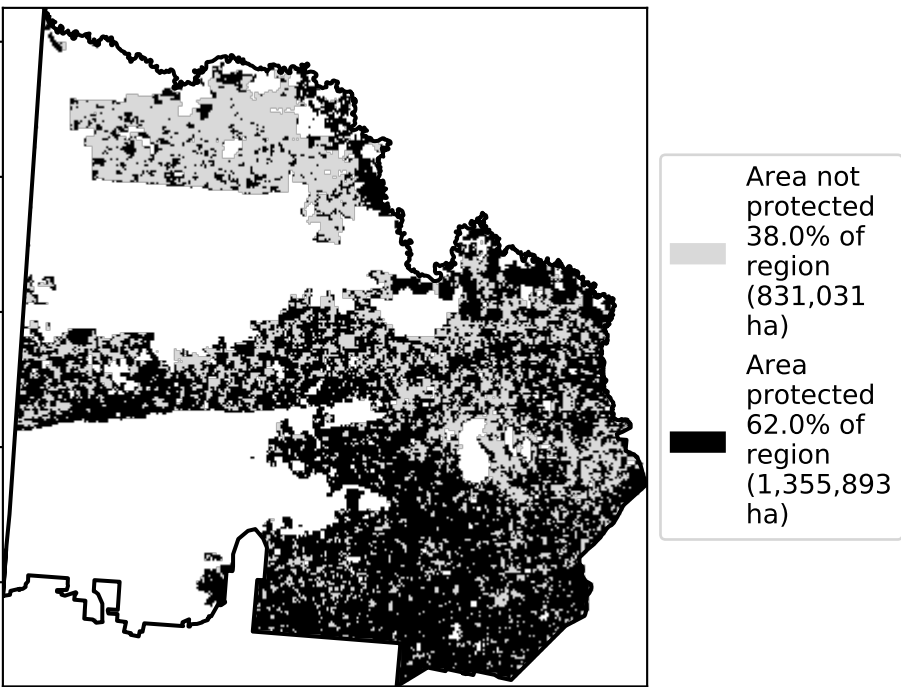 Area not
protected
38.0% of
region
(831,031
ha)
Area
protected
62.0% of
region
(1,355,893
ha)